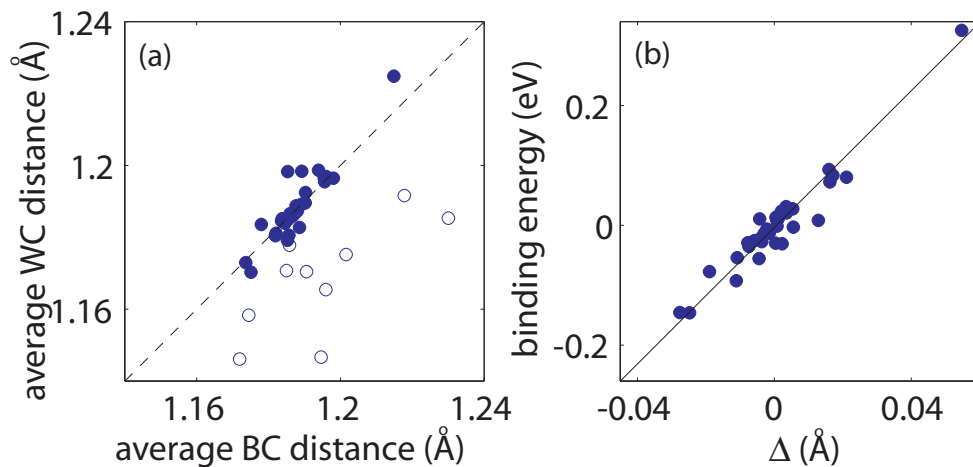 (a)
average WC distance (Å)
1.24
1.2
1.16
1.16
1.2
1.24
average BC distance (Å)
(b)
binding energy (eV)
0.2
0
-0.2
-0.04
0
0.04
Δ (Å)